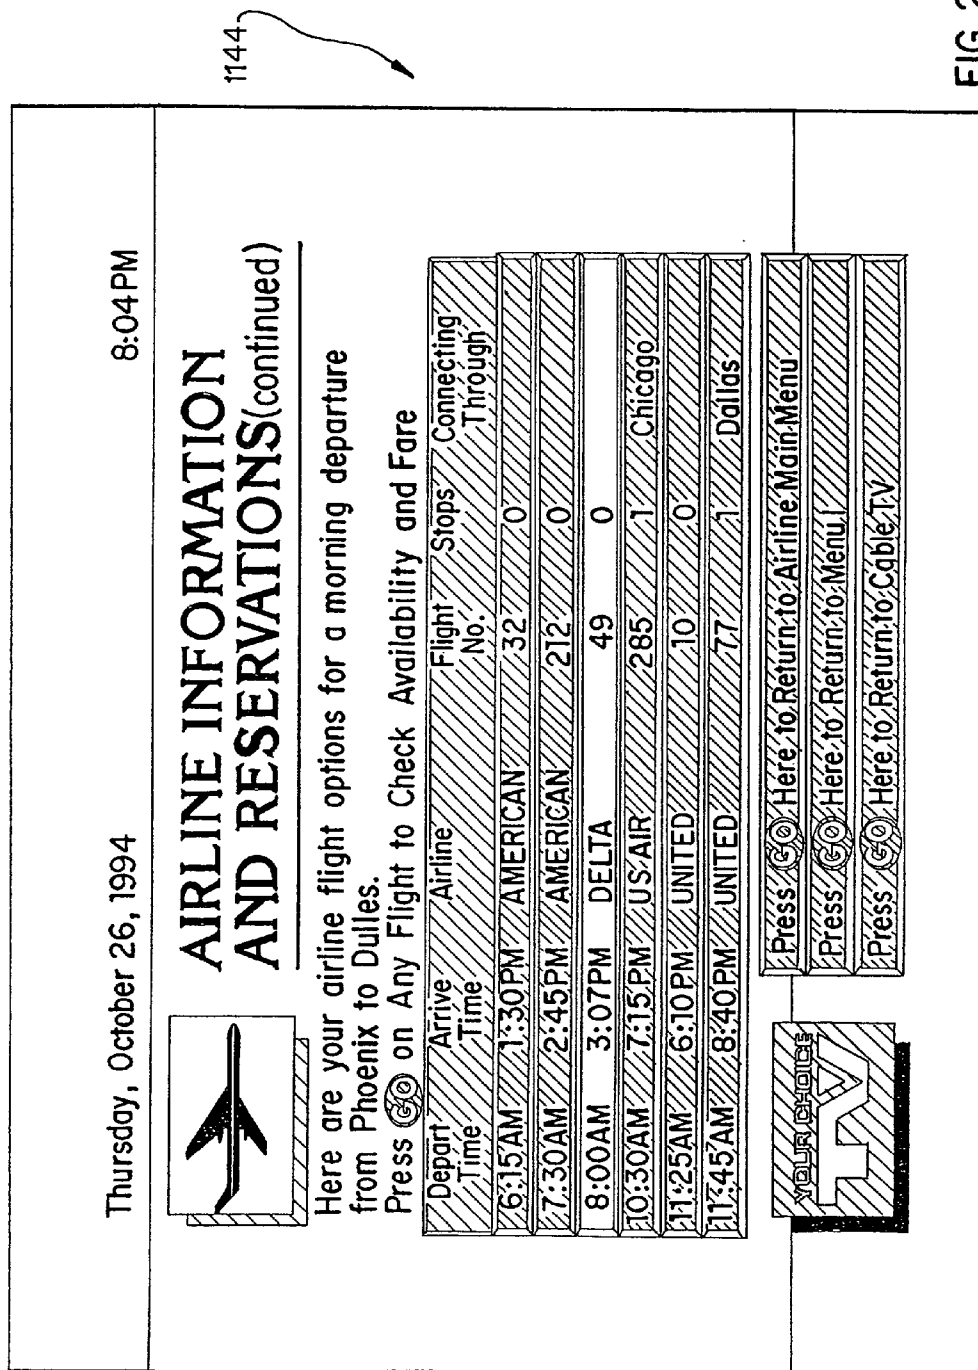 1144
Thursday, October 26, 1994 8:04PM
AIRLINE INFORMATION
AND RESERVATIONS(continued)
Here are your airline flight options for a morning departure
from Phoenix to Dulles.
Press GO on Any Flight to Check Availability and Fare
Depart Time Arrive Time Airline Flight No. Stops Connecting Through
6:15AM 1:30PM AMERICAN 32 0
7:30AM 2:45PM AMERICAN 212 0
8:00AM 3:07PM DELTA 49 0
10:30AM 7:15PM USAIR 285 1 Chicago
11:25AM 6:10PM UNITED 10 0
11:45AM 8:40PM UNITED 77 1 Dallas
YOUR CHOICE
TV
Press GO Here to Return to Airline Main Menu
Press GO Here to Return to Menu
Press GO Here to Return to Cable TV
FIG.